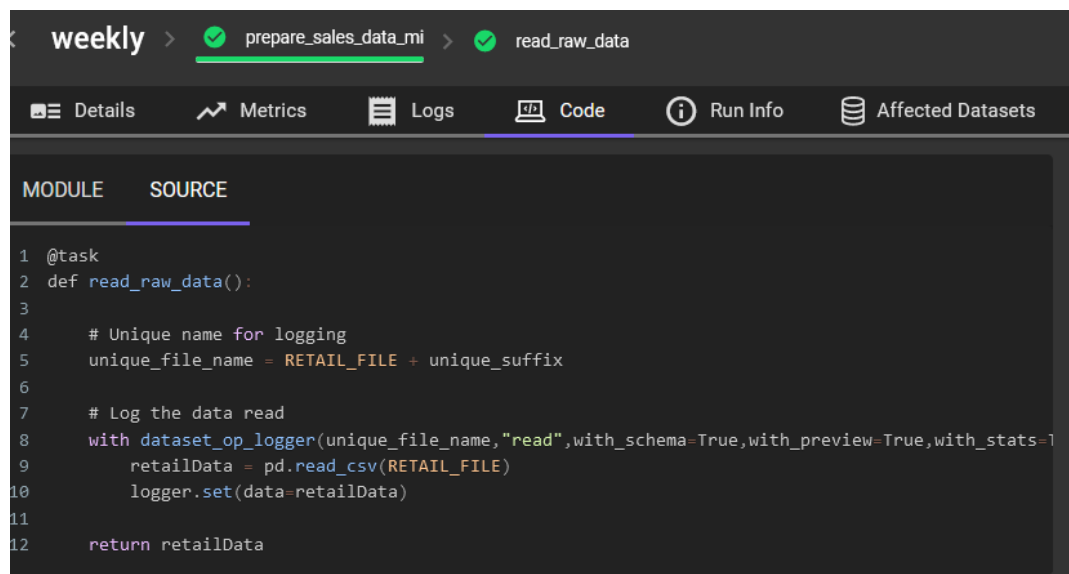 weekly > prepare_sales_data_mi > read_raw_data
Details Metrics Logs Code Run Info Affected Datasets
MODULE SOURCE
1 @task
2 def read_raw_data():
3
4 # Unique name for logging
5 unique_file_name = RETAIL_FILE + unique_suffix
6
7 # Log the data read
8 with dataset_op_logger(unique_file_name,"read",with_schema=True,with_preview=True,with_stats=
9 retailData = pd.read_csv(RETAIL_FILE)
10 logger.set(data=retailData)
11
12 return retailData